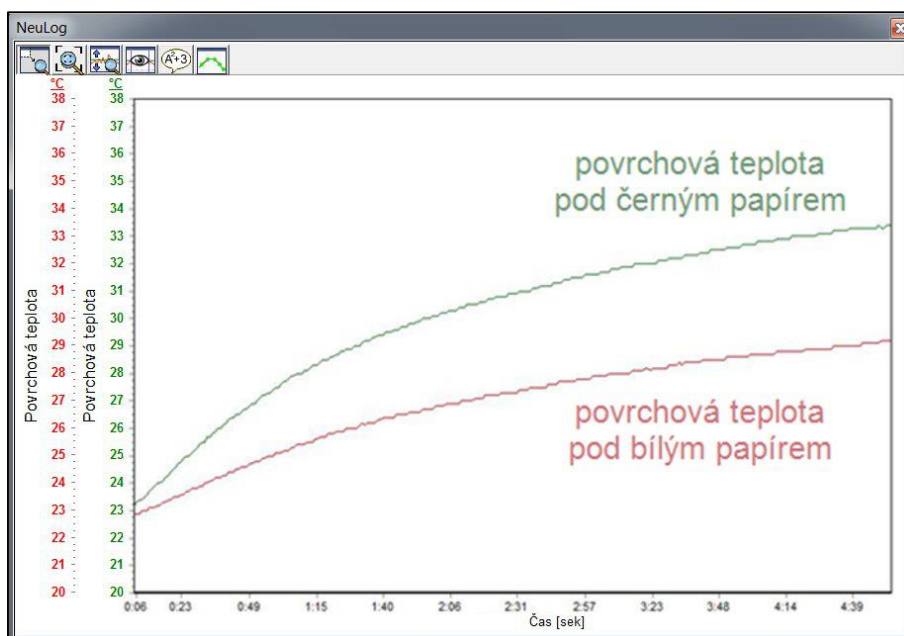 NeuLog
A²+3
°C °C
38 38
37 37
36 36
35 35
34 34
33 33
32 32
31 31
30 30
29 29
28 28
27 27
26 26
25 25
24 24
23 23
22 22
21 21
20 20
Povrchová teplota
Povrchová teplota
povrchová teplota
pod černým papírem
povrchová teplota
pod bílým papírem
0:06 0:23 0:49 1:15 1:40 2:06 2:31 2:57 3:23 3:48 4:14 4:39
Čas [sek]